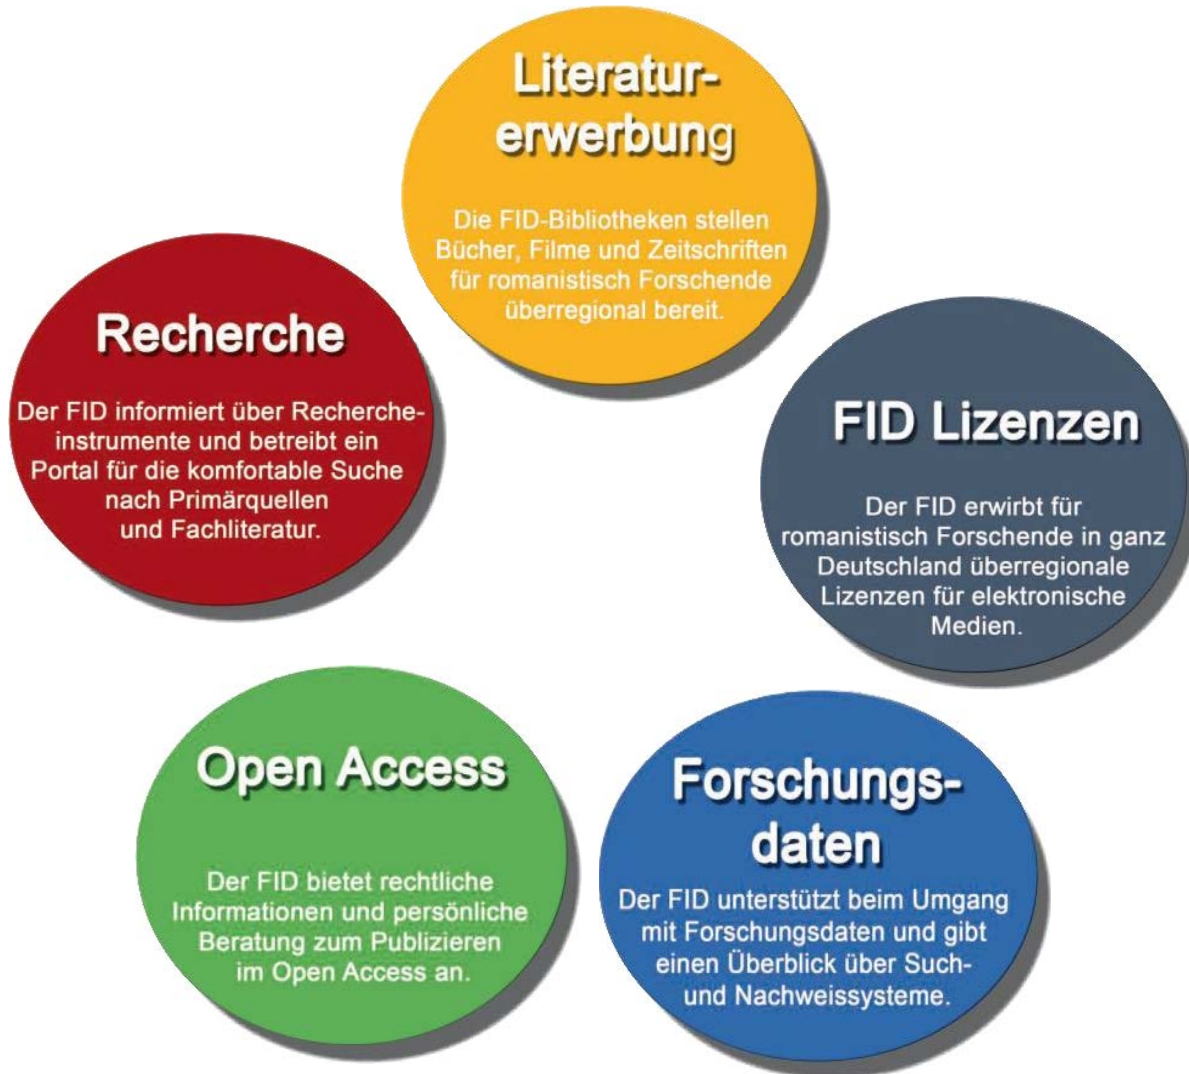 Literatur-
erwerbung
Die FID-Bibliotheken stellen
Bücher, Filme und Zeitschriften
für romanistisch Forschende
überregional bereit.
Recherche
Der FID informiert über Recherche-
instrumente und betreibt ein
Portal für die komfortable Suche
nach Primärquellen
und Fachliteratur.
FID Lizenzen
Der FID erwirbt für
romanistisch Forschende in ganz
Deutschland überregionale
Lizenzen für elektronische
Medien.
Open Access
Der FID bietet rechtliche
Informationen und persönliche
Beratung zum Publizieren
im Open Access an.
Forschungs-
daten
Der FID unterstützt beim Umgang
mit Forschungsdaten und gibt
einen Überblick über Such-
und Nachweissysteme.